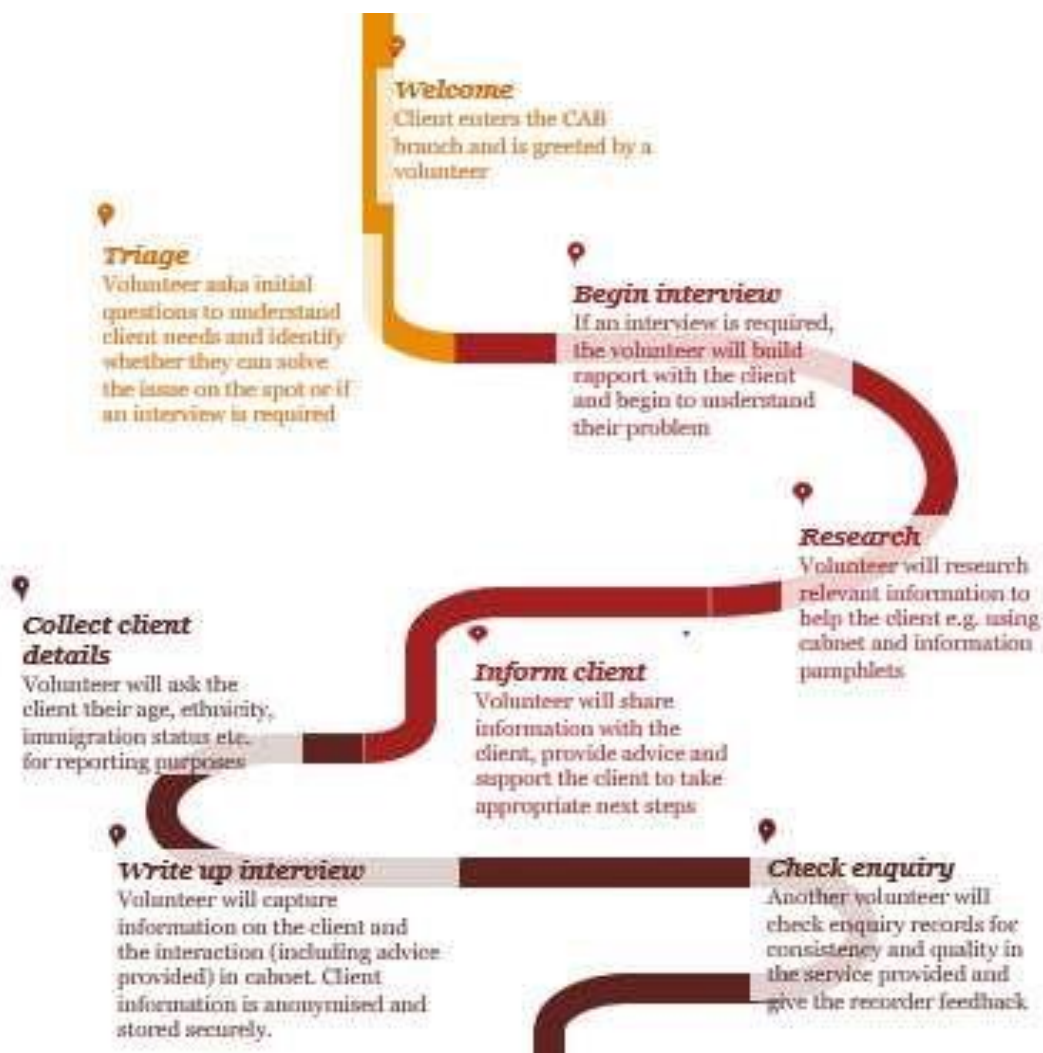 Welcome
Client enters the CAB
branch and is greeted by a
volunteer
Triage
Volunteer asks initial
questions to understand
client needs and identify
whether they can solve
the issue on the spot or if
an interview is required
Begin interview
If an interview is required,
the volunteer will build
rapport with the client
and begin to understand
their problem
Research
Volunteer will research
relevant information to
help the client e.g. using
cabnet and information
pamphlets
Inform client
Volunteer will share
information with the
client, provide advice and
support the client to take
appropriate next steps
Collect client
details
Volunteer will ask the
client their age, ethnicity,
immigration status etc.
for reporting purposes
Write up interview
Volunteer will capture
information on the client and
the interaction (including advice
provided) in cabnet. Client
information is anonymised and
stored securely.
Check enquiry
Another volunteer will
check enquiry records for
consistency and quality in
the service provided and
give the recorder feedback